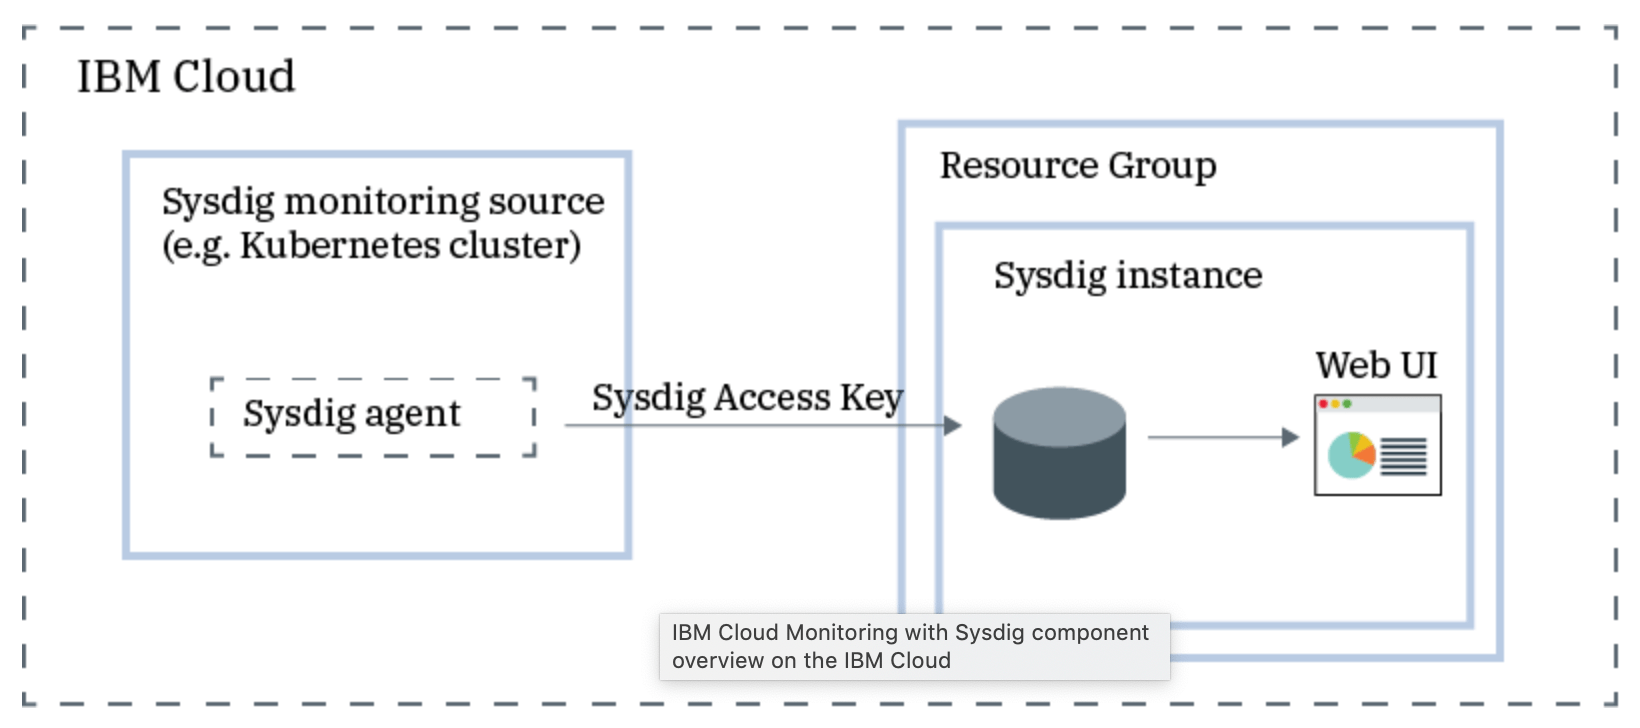 IBM Cloud
Sysdig monitoring source
(e.g. Kubernetes cluster)
Sysdig agent
Sysdig Access Key
Resource Group
Sysdig instance
Web UI
IBM Cloud Monitoring with Sysdig component
overview on the IBM Cloud